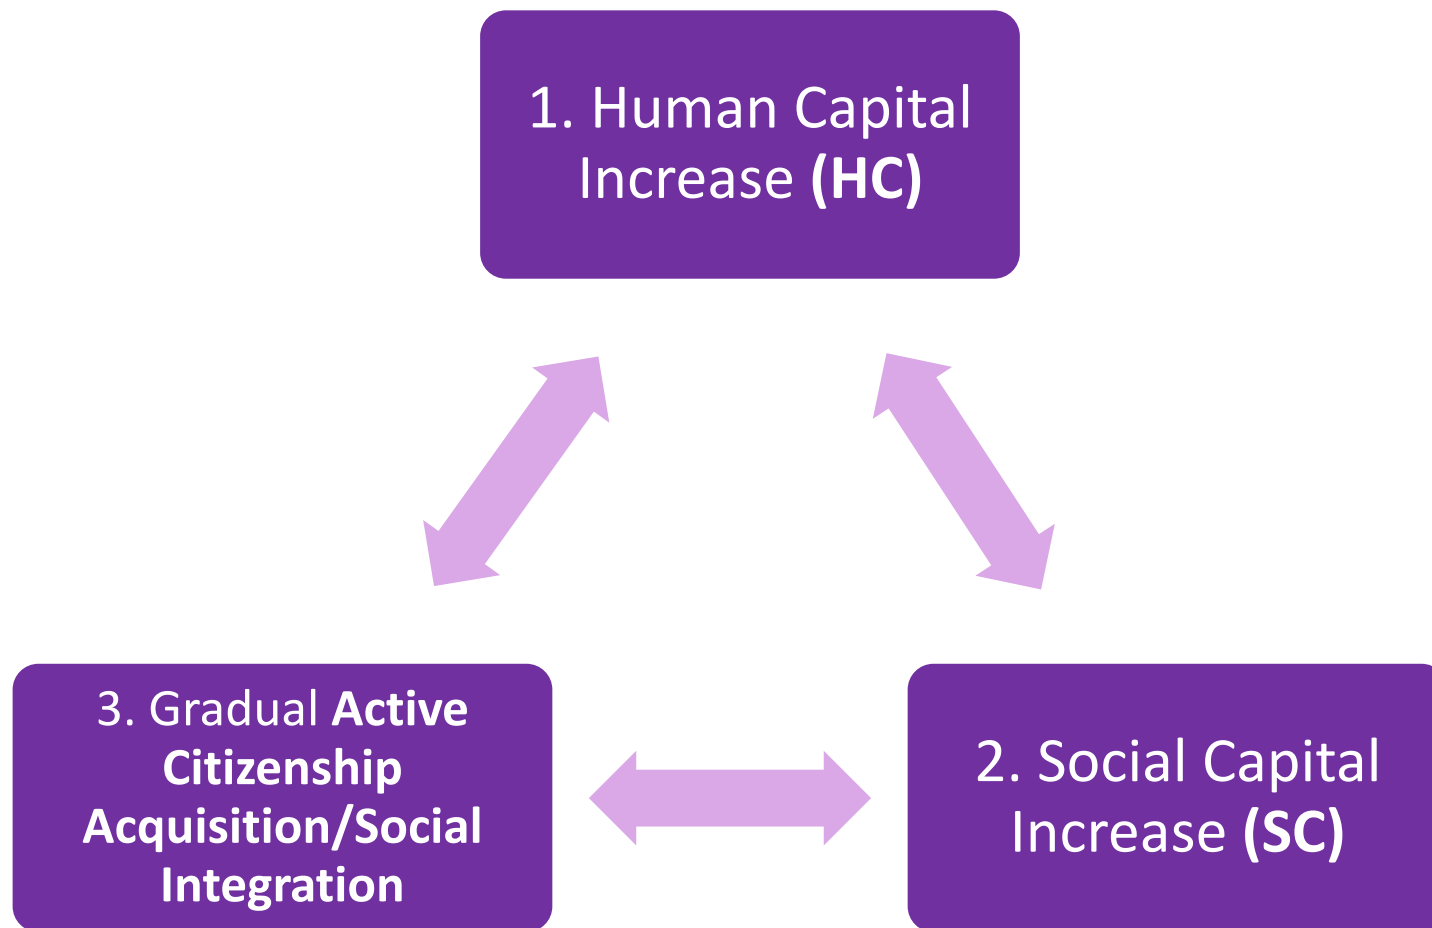 1. Human Capital
Increase (HC)
3. Gradual Active
Citizenship
Acquisition/Social
Integration
2. Social Capital
Increase (SC)